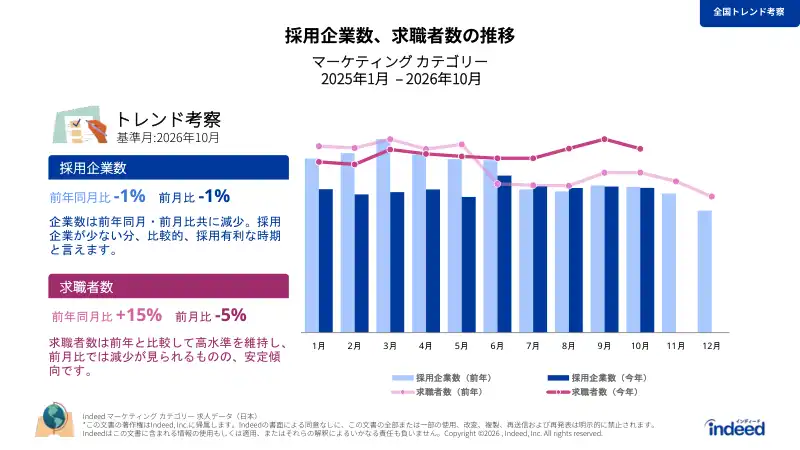 全国トレンド考察
採用企業数、求職者数の推移
マーケティング カテゴリー
2025年1月 – 2026年10月
トレンド考察
基準月:2026年10月
採用企業数
前年同月比 -1% 前月比 -1%
企業数は前年同月・前月比共に減少。採用
企業が少ない分、比較的、採用有利な時期
と言えます。
求職者数
前年同月比 +15% 前月比 -5%
求職者数は前年と比較して高水準を維持し、
前月比では減少が見られるものの、安定傾
向です。
1月 2月 3月 4月 5月 6月 7月 8月 9月 10月 11月 12月
採用企業数（前年） 採用企業数（今年）
求職者数（前年） 求職者数（今年）
Indeed マーケティング カテゴリー 求人データ（日本）
*この文書の著作権はIndeed, Inc.に帰属します。Indeedの書面による同意なしに、この文書の全部または一部の使用、改変、複製、再送信および再発表は明示的に禁止されます。
Indeedはこの文書に含まれる情報の使用もしくは適用、またはそれらの解釈によるいかなる責任も負いません。Copyright ©2026 , Indeed, Inc. All rights reserved.
インディード
indeed